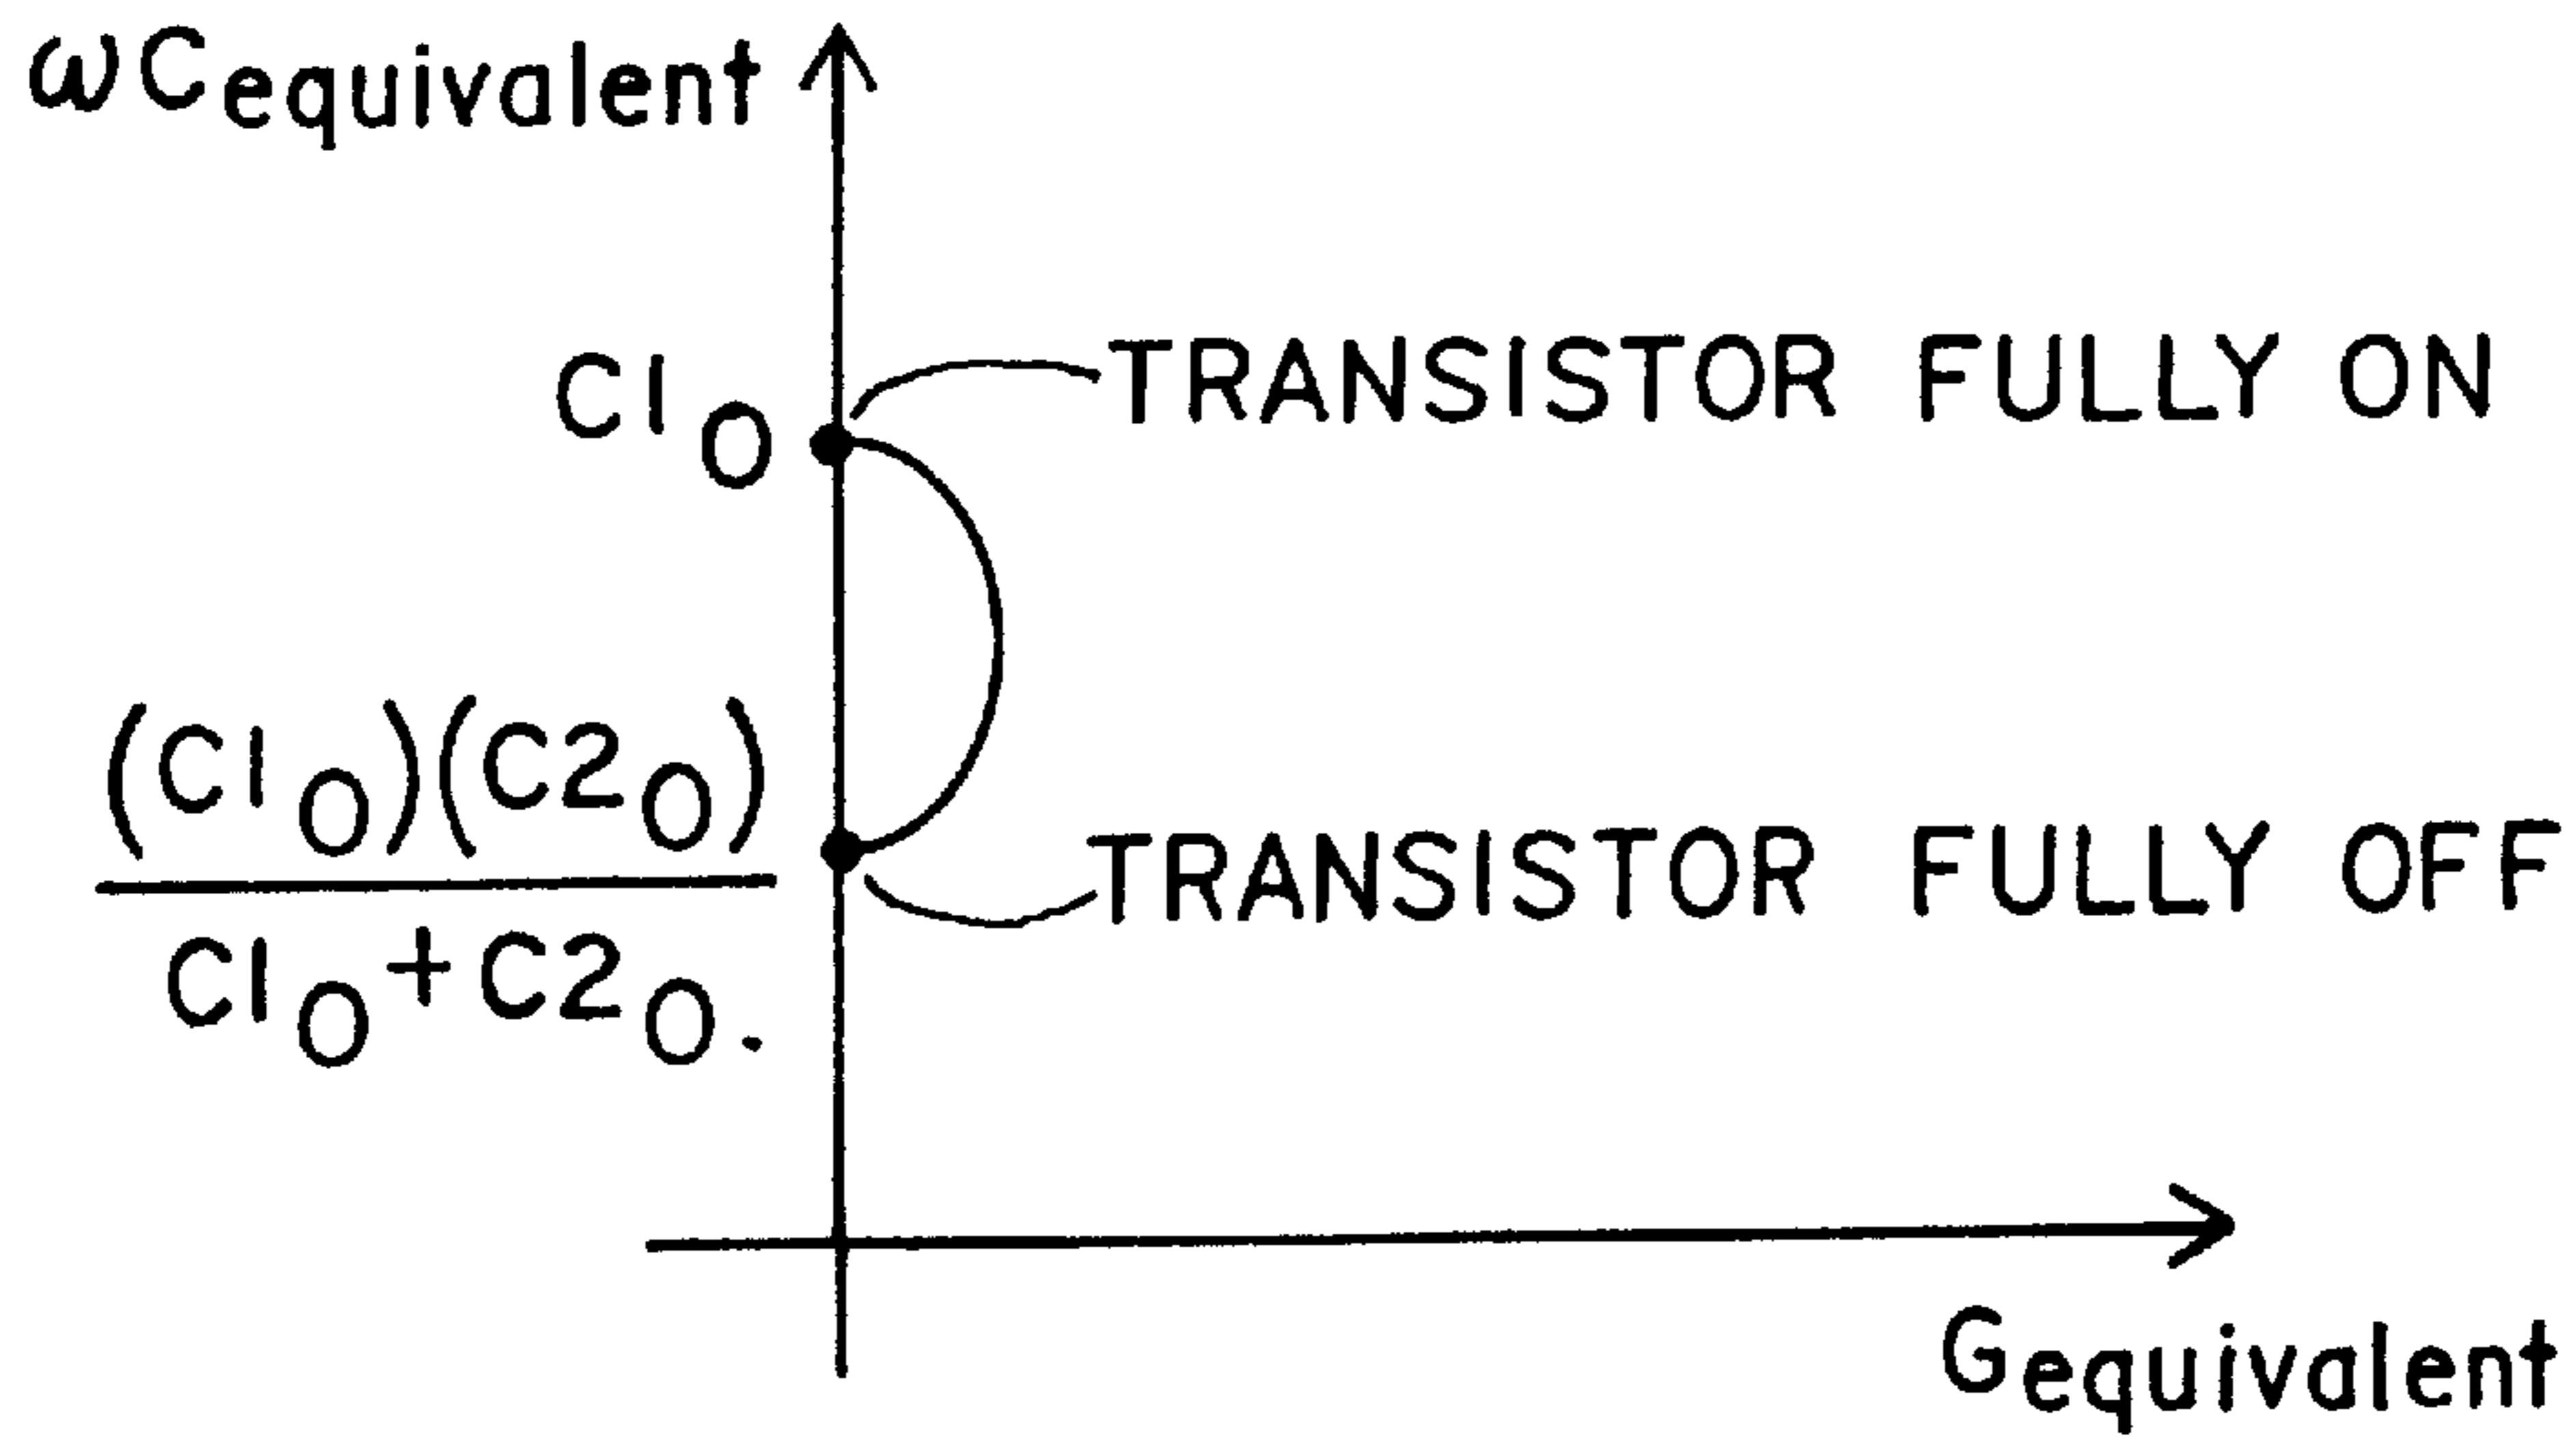 ωCequivalent
C1O
TRANSISTOR FULLY ON
(C1O)(C2O)
C1O+C2O.
TRANSISTOR FULLY OFF
Gequivalent